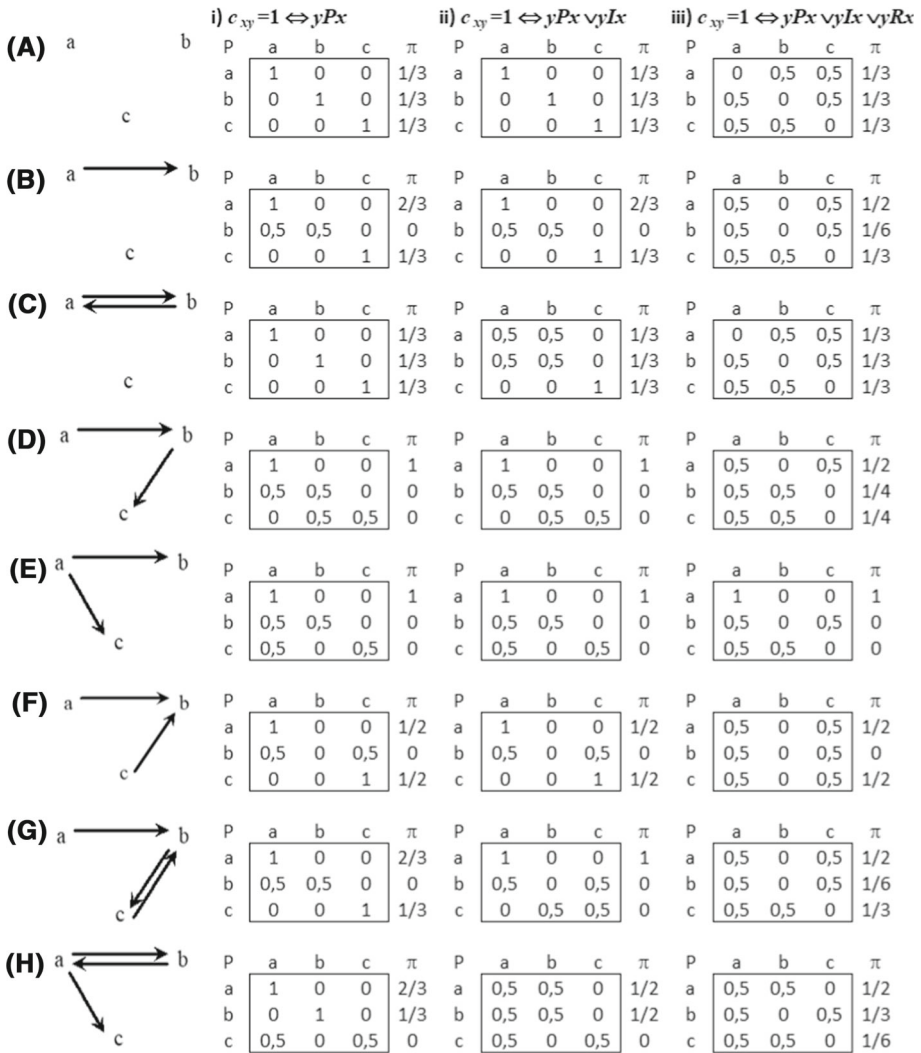 i) c xy =1 ⇔ yPx ii) c xy =1 ⇔ yPx ∨yIx iii) c xy =1 ⇔ yPx ∨yIx ∨yRx
(A) a b c
P a b c π P a b c π P a b c π
a 1 0 0 1/3 a 1 0 0 1/3 a 0 0,5 0,5 1/3
b 0 1 0 1/3 b 0 1 0 1/3 b 0,5 0 0,5 1/3
c 0 0 1 1/3 c 0 0 1 1/3 c 0,5 0,5 0 1/3
(B) a b c
P a b c π P a b c π P a b c π
a 1 0 0 2/3 a 1 0 0 2/3 a 0,5 0 0,5 1/2
b 0,5 0,5 0 0 b 0,5 0,5 0 0 b 0,5 0 0,5 1/6
c 0 0 1 1/3 c 0 0 1 1/3 c 0,5 0,5 0 1/3
(C) a b c
P a b c π P a b c π P a b c π
a 1 0 0 1/3 a 0,5 0,5 0 1/3 a 0 0,5 0,5 1/3
b 0 1 0 1/3 b 0,5 0,5 0 1/3 b 0,5 0 0,5 1/3
c 0 0 1 1/3 c 0 0 1 1/3 c 0,5 0,5 0 1/3
(D) a b c
P a b c π P a b c π P a b c π
a 1 0 0 1 a 1 0 0 1 a 0,5 0 0,5 1/2
b 0,5 0,5 0 0 b 0,5 0,5 0 0 b 0,5 0,5 0 1/4
c 0 0,5 0,5 0 c 0 0,5 0,5 0 c 0,5 0,5 0 1/4
(E) a b c
P a b c π P a b c π P a b c π
a 1 0 0 1 a 1 0 0 1 a 1 0 0 1
b 0,5 0,5 0 0 b 0,5 0,5 0 0 b 0,5 0 0,5 0
c 0,5 0 0,5 0 c 0,5 0 0,5 0 c 0,5 0,5 0 0
(F) a b c
P a b c π P a b c π P a b c π
a 1 0 0 1/2 a 1 0 0 1/2 a 0,5 0 0,5 1/2
b 0,5 0 0,5 0 b 0,5 0 0,5 0 b 0,5 0 0,5 0
c 0 0 1 1/2 c 0 0 1 1/2 c 0,5 0 0,5 1/2
(G) a b c
P a b c π P a b c π P a b c π
a 1 0 0 2/3 a 1 0 0 1 a 0,5 0 0,5 1/2
b 0,5 0,5 0 0 b 0,5 0 0,5 0 b 0,5 0 0,5 1/6
c 0 0 1 1/3 c 0 0,5 0,5 0 c 0,5 0,5 0 1/3
(H) a b c
P a b c π P a b c π P a b c π
a 1 0 0 2/3 a 0,5 0,5 0 1/2 a 0,5 0,5 0 1/2
b 0 1 0 1/3 b 0,5 0,5 0 1/2 b 0,5 0 0,5 1/3
c 0,5 0 0,5 0 c 0,5 0 0,5 0 c 0,5 0 0,5 1/6